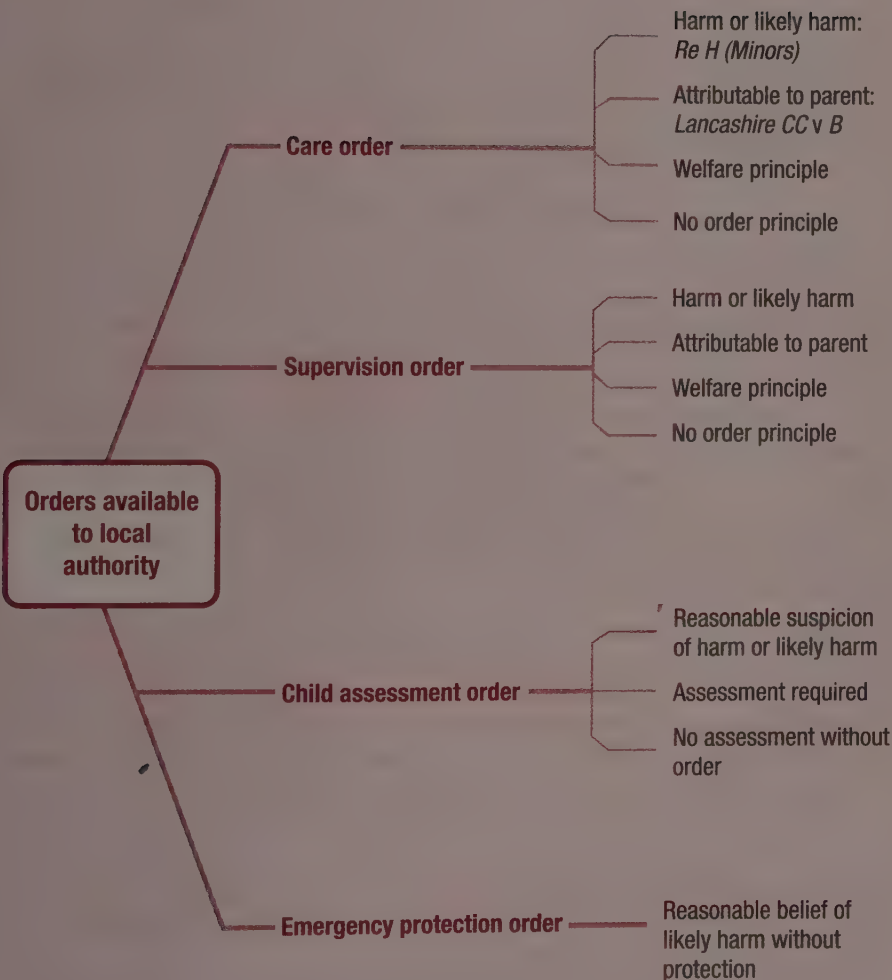 Harm or likely harm:
Re H (Minors)
Attributable to parent:
Lancashire CC v B
Care order
Welfare principle
No order principle
Harm or likely harm
Attributable to parent
Supervision order
Welfare principle
No order principle
Orders available
to local
authority
Reasonable suspicion
of harm or likely harm
Child assessment order
Assessment required
No assessment without
order
Emergency protection order
Reasonable belief of
likely harm without
protection